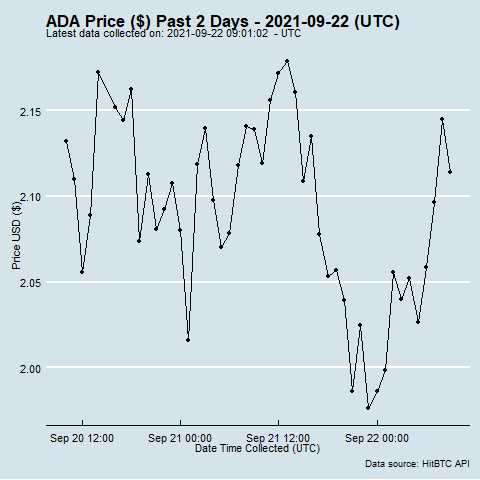 ADA Price ($) Past 2 Days - 2021-09-22 (UTC)
Latest data collected on: 2021-09-22 09:01:02 - UTC
2.15
2.10
2.05
2.00
Price USD ($)
Sep 20 12:00 Sep 21 00:00 Sep 21 12:00 Sep 22 00:00
Date Time Collected (UTC)
Data source: HitBTC API